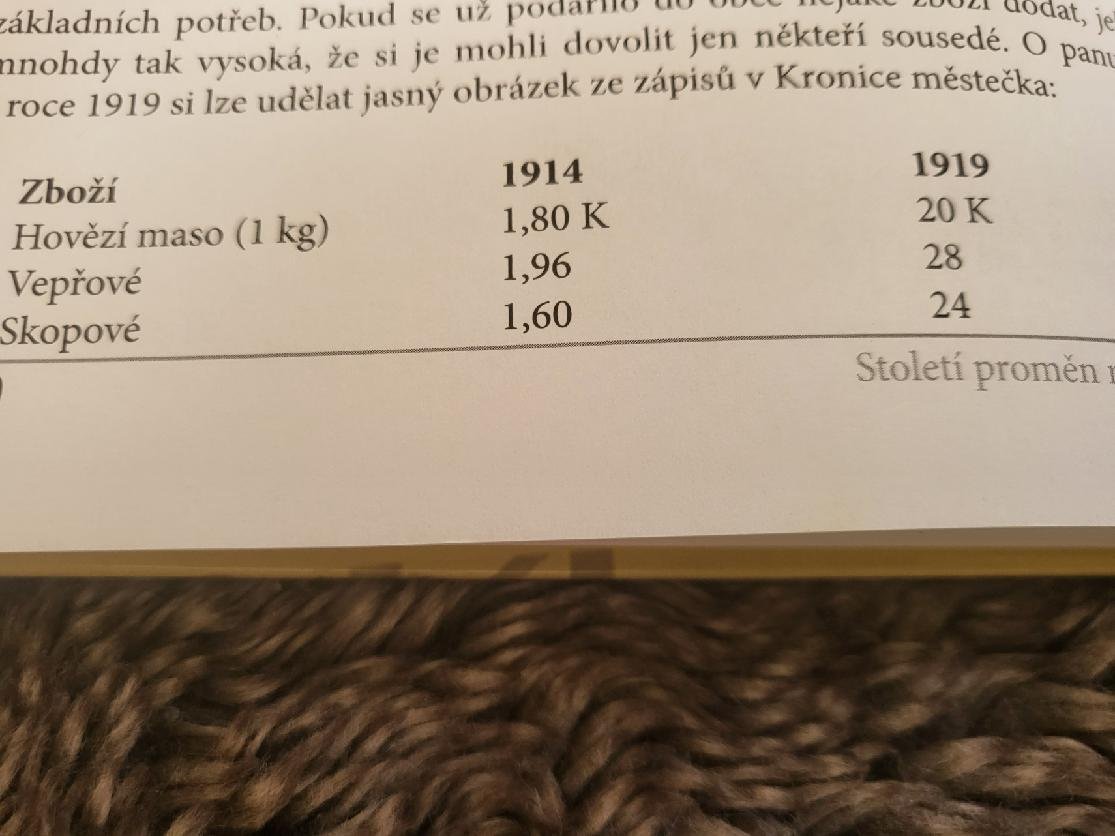 základních potřeb. Pokud se už podařilo do obce nějaké zboží dodat, je
mnohdy tak vysoká, že si je mohli dovolit jen někteří sousedé. O panu
roce 1919 si lze udělat jasný obrázek ze zápisů v Kronice městečka:
Zboží 1914 1919
Hovězí maso (1 kg) 1,80 K 20 K
Vepřové 1,96 28
Skopové 1,60 24
Století proměn